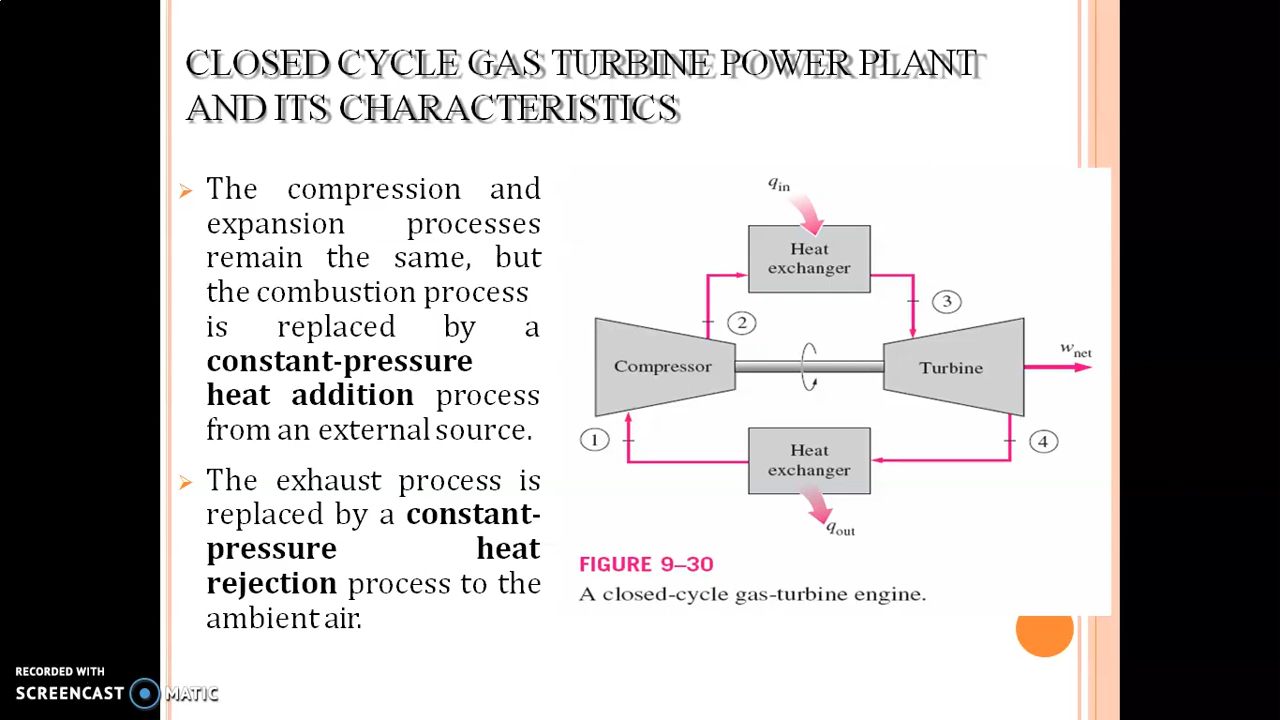 CLOSED CYCLE GAS TURBINE POWER PLANT
AND ITS CHARACTERISTICS
The compression and
expansion processes
remain the same, but
the combustion process
is replaced by a
constant-pressure
heat addition process
from an external source.
The exhaust process is
replaced by a constant-
pressure heat
rejection process to the
ambient air.
qin
Heat
exchanger
3
2
Compressor
Turbine
wnet
1
Heat
exchanger
4
qout
FIGURE 9–30
A closed-cycle gas-turbine engine.
RECORDED WITH
SCREENCAST MATIC